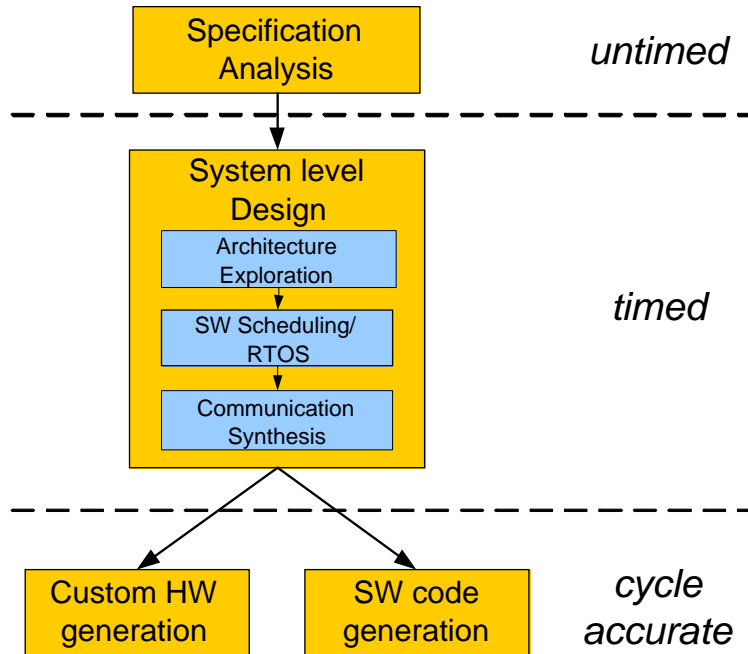 Specification
Analysis
untimed
System level
Design
Architecture
Exploration
SW Scheduling/
RTOS
Communication
Synthesis
timed
Custom HW
generation
SW code
generation
cycle
accurate